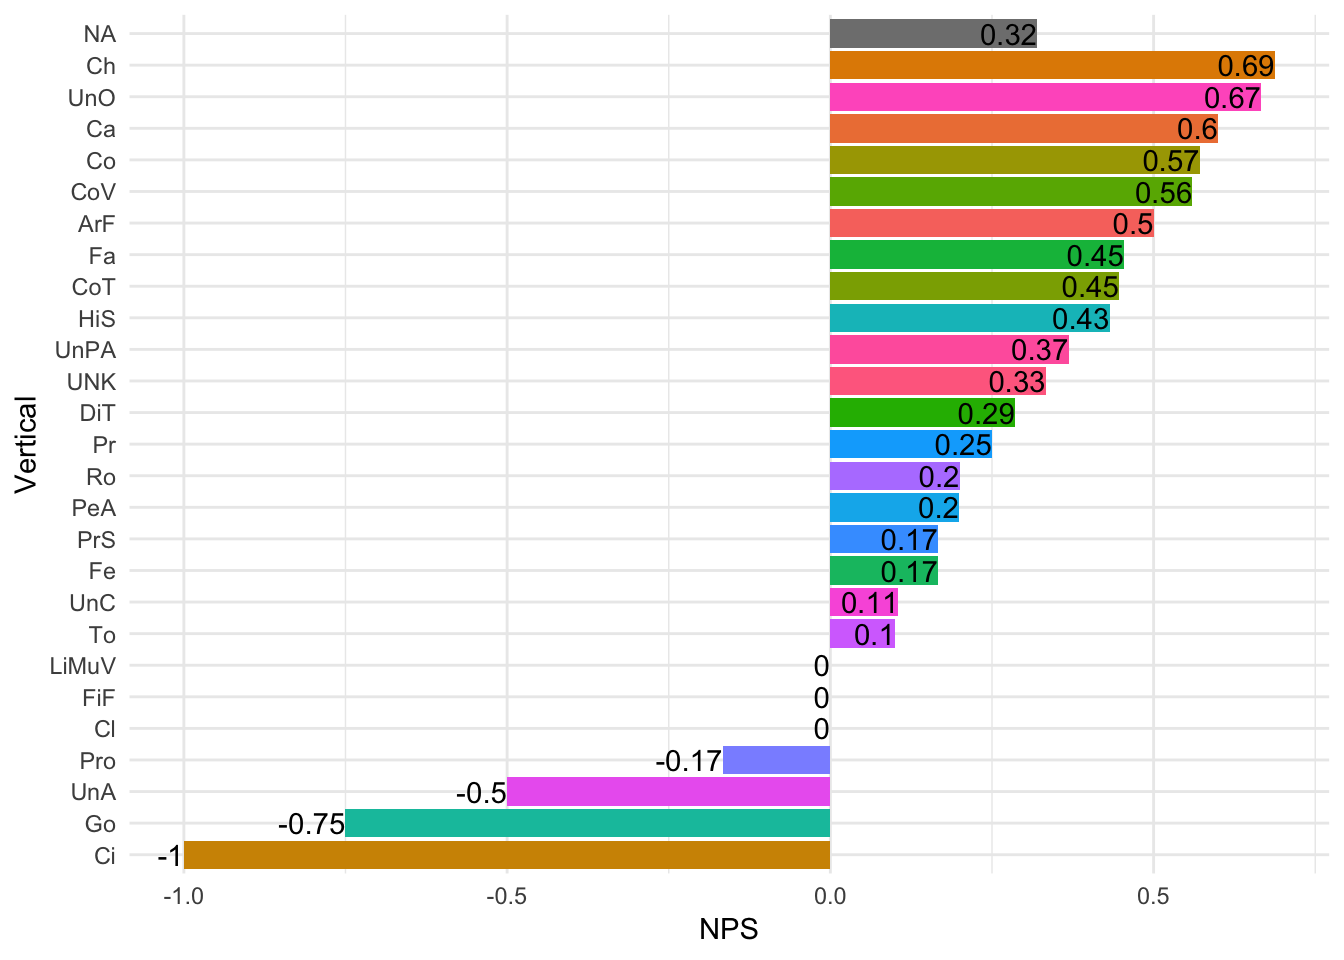 NA 0.32
Ch 0.69
UnO 0.67
Ca 0.6
Co 0.57
CoV 0.56
ArF 0.5
Fa 0.45
CoT 0.45
HiS 0.43
UnPA 0.37
UNK 0.33
DiT 0.29
Pr 0.25
Ro 0.2
PeA 0.2
PrS 0.17
Fe 0.17
UnC 0.11
To 0.1
LiMuV 0
FiF 0
Cl 0
Pro -0.17
UnA -0.5
Go -0.75
Ci -1
Vertical
-1.0 -0.5 0.0 0.5
NPS